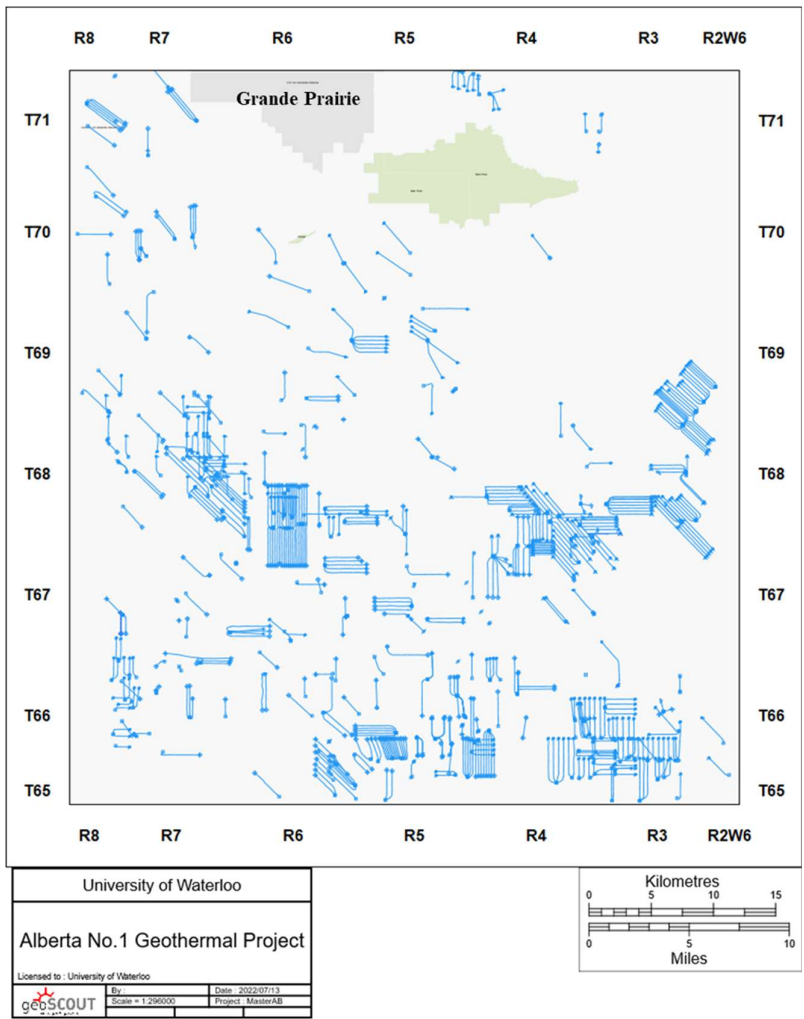 R8 R7 R6 R5 R4 R3 R2W6
Grande Prairie
T71 T71
T70 T70
T69 T69
T68 T68
T67 T67
T66 T66
T65 T65
R8 R7 R6 R5 R4 R3 R2W6
University of Waterloo
Alberta No.1 Geothermal Project
Licensed to : University of Waterloo
geoSCOUT
By :
Date : 2022/07/13
Scale = 1:296000
Project : MasterAB
Kilometres
0 5 10 15
0 5 10
Miles